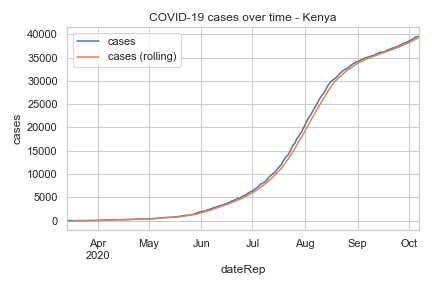 COVID-19 cases over time - Kenya
cases
cases (rolling)
40000
35000
30000
25000
20000
15000
10000
5000
0
cases
Apr May Jun Jul Aug Sep Oct
2020
dateRep